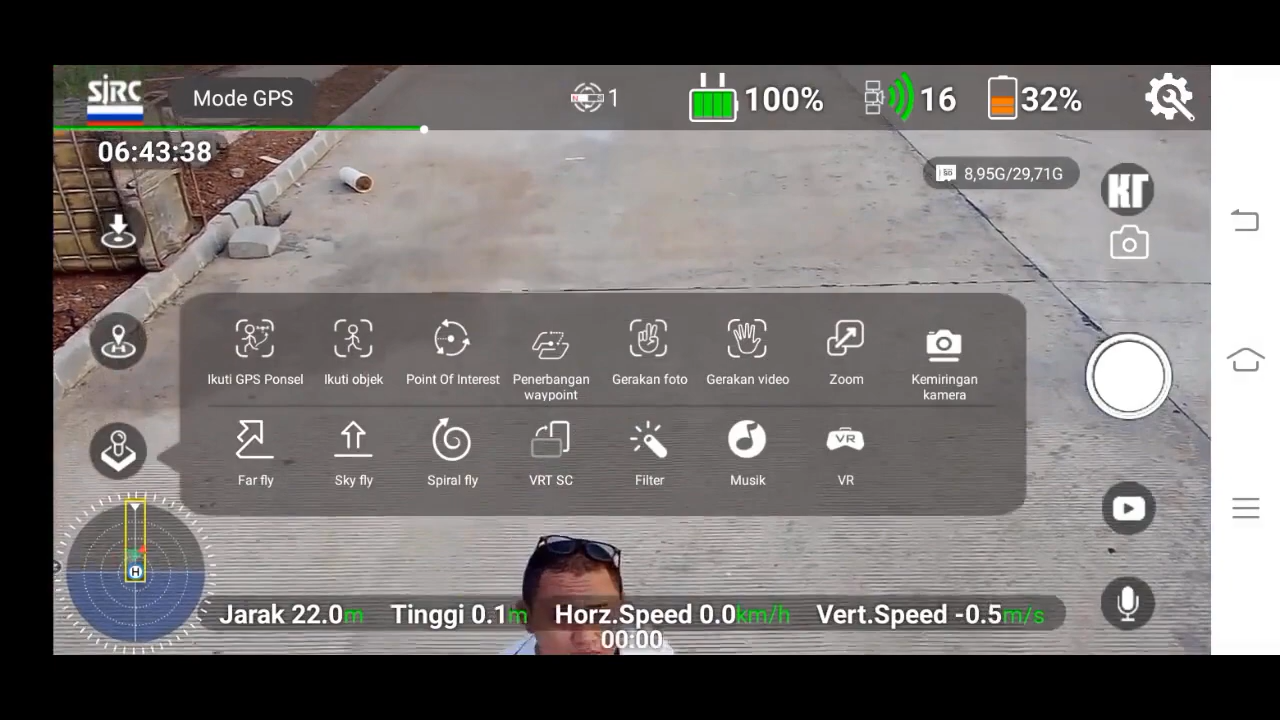 SJRC
Mode GPS
1
100%
16
32%
06:43:38
SD
8,95G/29,71G
КГ
Ikuti GPS Ponsel
Ikuti objek
Point Of Interest
Penerbangan
waypoint
Gerakan foto
Gerakan video
Zoom
Kemiringan
kamera
Far fly
Sky fly
Spiral fly
VRT SC
Filter
Musik
VR
VR
H
Jarak 22.0m
Tinggi 0.1m
Horz.Speed 0.0km/h
Vert.Speed -0.5m/s
00:00